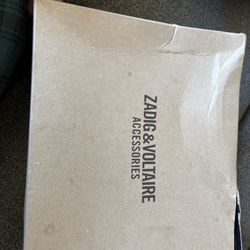 ZADIG & VOLTAIRE
ACCESSORIES